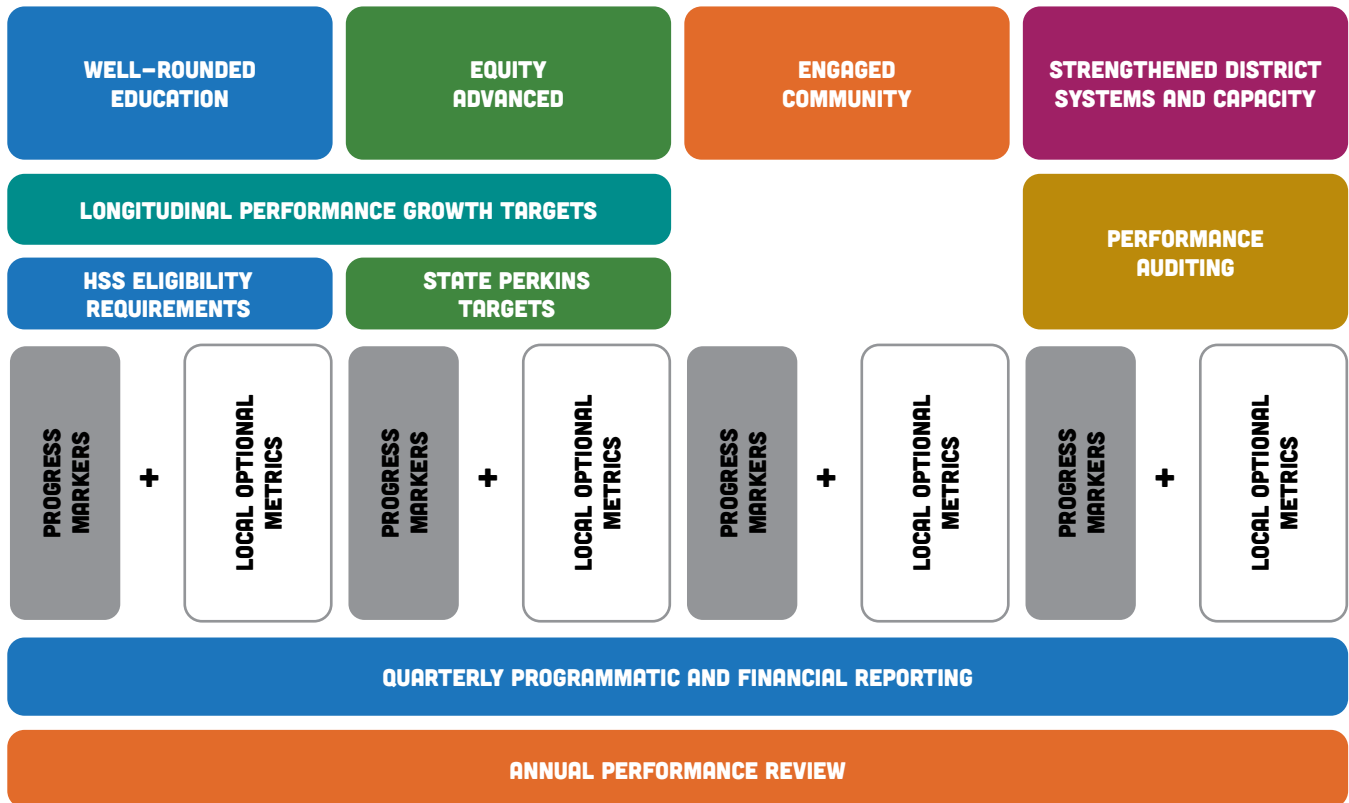 WELL-ROUNDED
EDUCATION
EQUITY
ADVANCED
ENGAGED
COMMUNITY
STRENGTHENED DISTRICT
SYSTEMS AND CAPACITY
LONGITUDINAL PERFORMANCE GROWTH TARGETS
PERFORMANCE
AUDITING
HSS ELIGIBILITY
REQUIREMENTS
STATE PERKINS
TARGETS
PROGRESS
MARKERS
+
LOCAL OPTIONAL
METRICS
PROGRESS
MARKERS
+
LOCAL OPTIONAL
METRICS
PROGRESS
MARKERS
+
LOCAL OPTIONAL
METRICS
PROGRESS
MARKERS
+
LOCAL OPTIONAL
METRICS
QUARTERLY PROGRAMMATIC AND FINANCIAL REPORTING
ANNUAL PERFORMANCE REVIEW